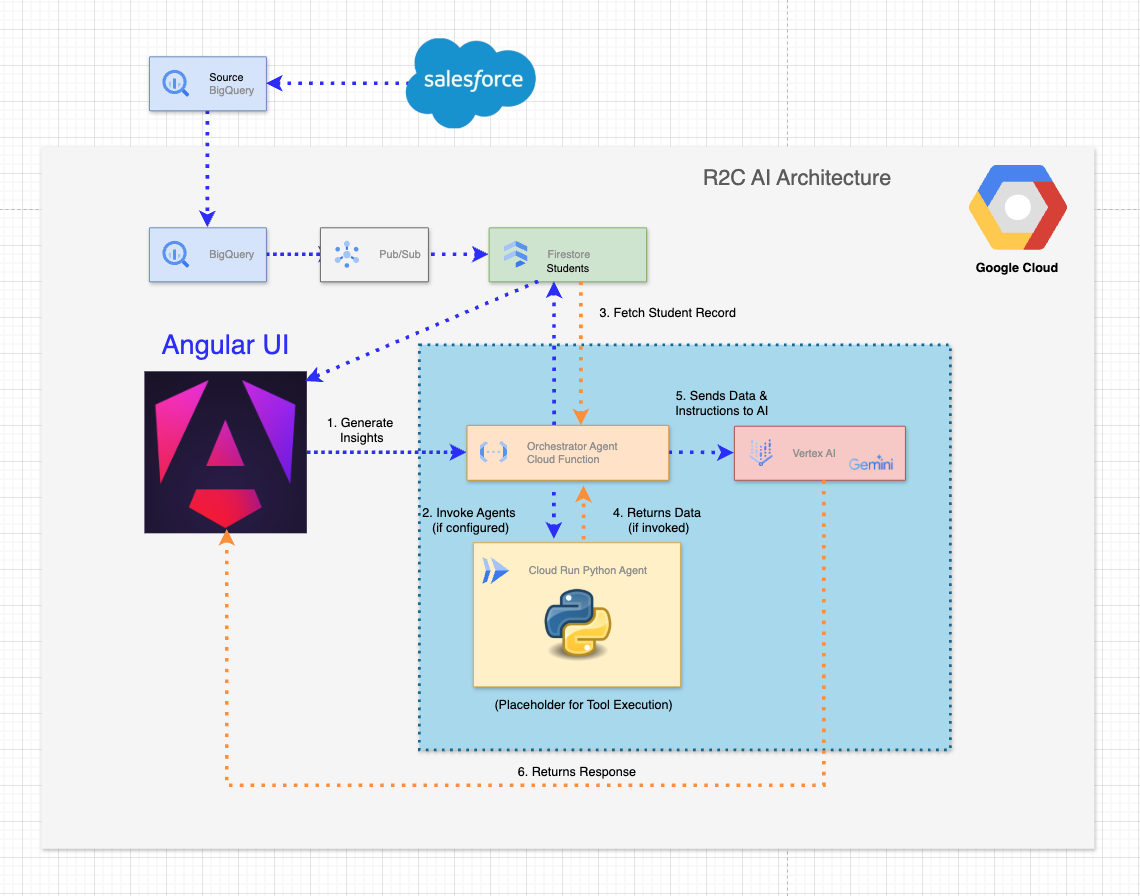 salesforce
Source
BigQuery
R2C AI Architecture
Google Cloud
BigQuery
Pub/Sub
Firestore
Students
3. Fetch Student Record
Angular UI
1. Generate
Insights
5. Sends Data &
Instructions to AI
Orchestrator Agent
Cloud Function
Vertex AI
Gemini
2. Invoke Agents
(if configured)
4. Returns Data
(if invoked)
Cloud Run Python Agent
(Placeholder for Tool Execution)
6. Returns Response